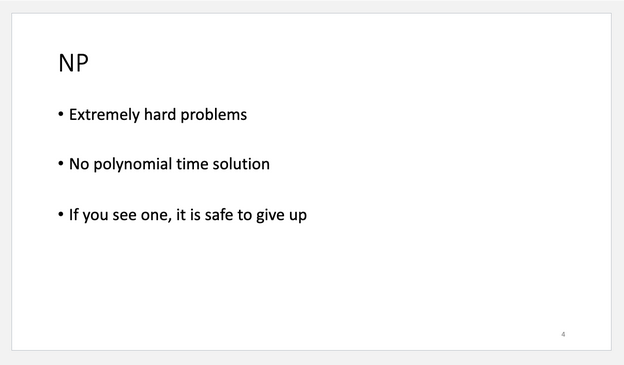 NP
• Extremely hard problems
• No polynomial time solution
• If you see one, it is safe to give up
4